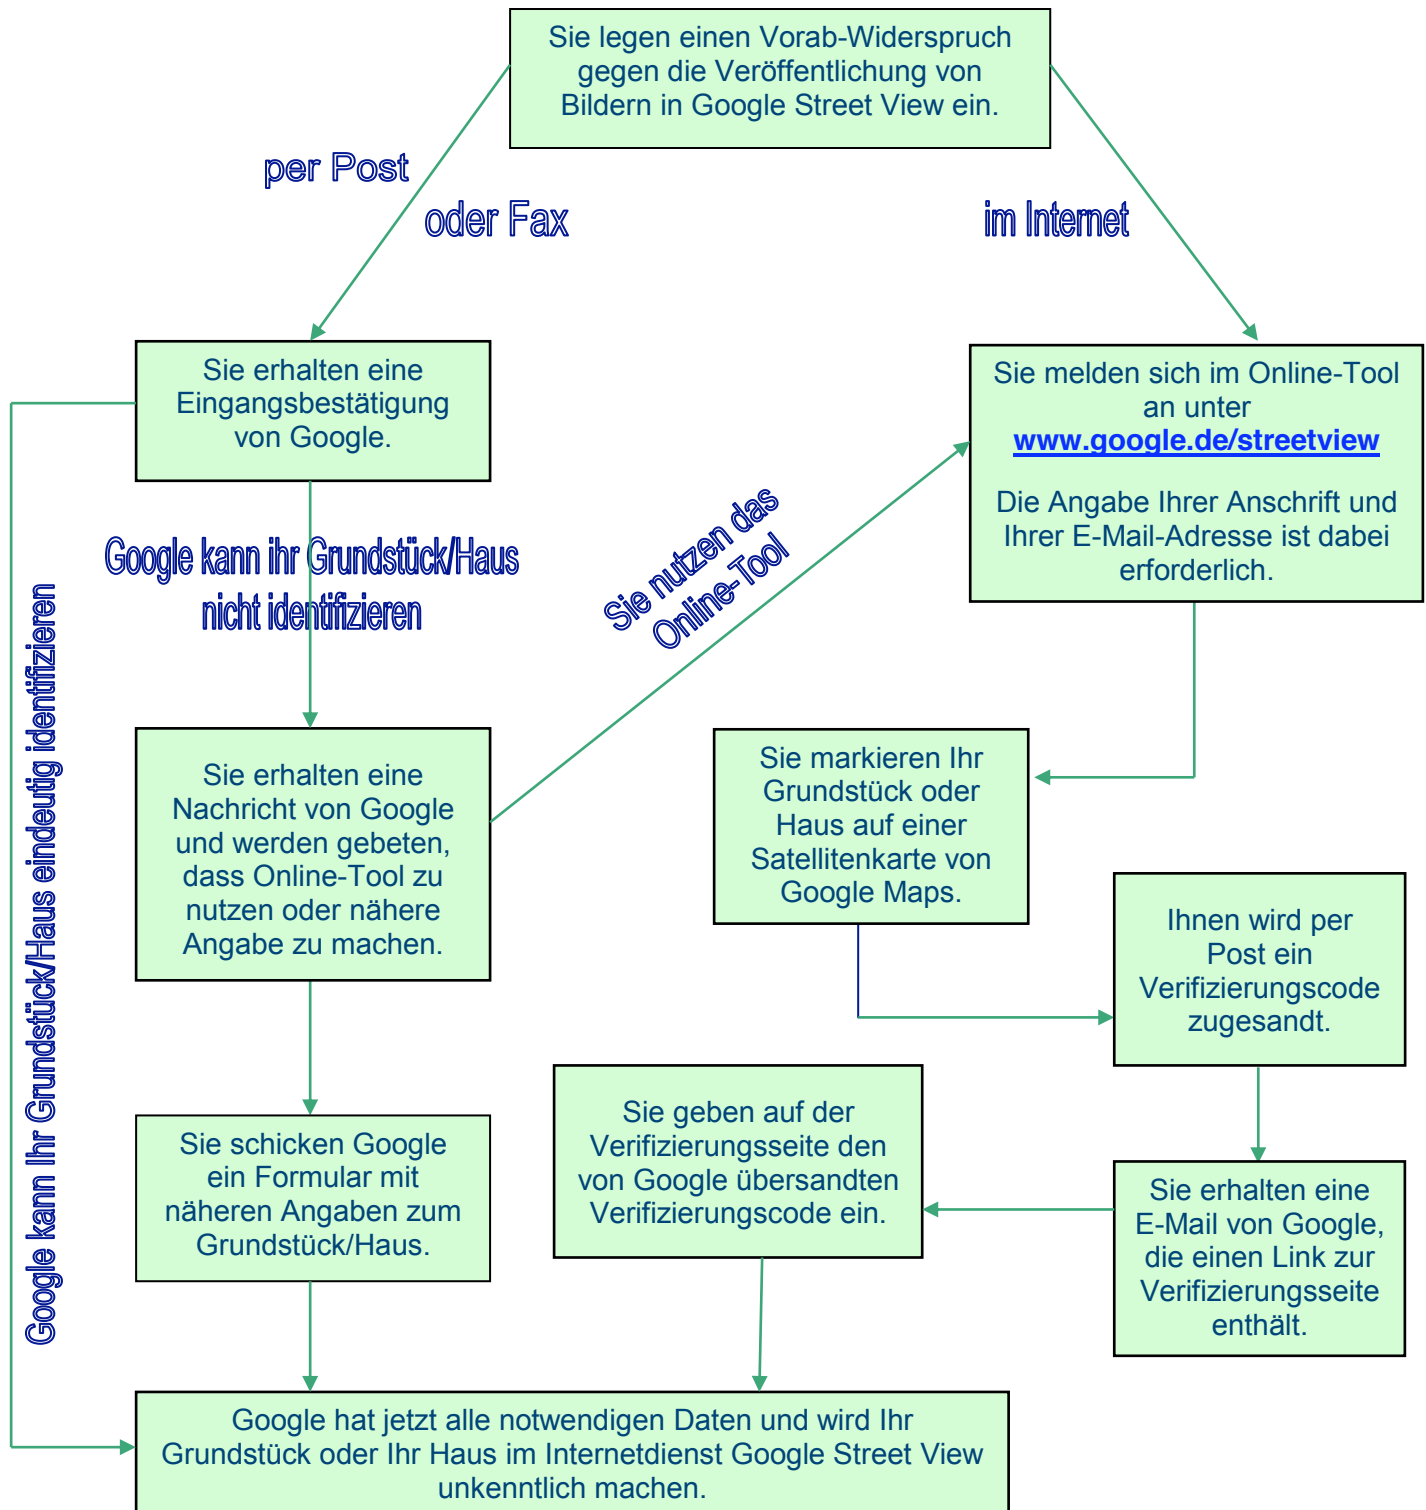 Sie legen einen Vorab-Widerspruch
gegen die Veröffentlichung von
Bildern in Google Street View ein.
per Post
oder Fax
im Internet
Sie erhalten eine
Eingangsbestätigung
von Google.
Sie melden sich im Online-Tool
an unter
www.google.de/streetview
Die Angabe Ihrer Anschrift und
Ihrer E-Mail-Adresse ist dabei
erforderlich.
Google kann ihr Grundstück/Haus
nicht identifizieren
Sie nutzen das
Online-Tool
Google kann Ihr Grundstück/Haus eindeutig identifizieren
Sie erhalten eine
Nachricht von Google
und werden gebeten,
dass Online-Tool zu
nutzen oder nähere
Angabe zu machen.
Sie markieren Ihr
Grundstück oder
Haus auf einer
Satellitenkarte von
Google Maps.
Ihnen wird per
Post ein
Verifizierungscode
zugesandt.
Sie schicken Google
ein Formular mit
näheren Angaben zum
Grundstück/Haus.
Sie geben auf der
Verifizierungsseite den
von Google übersandten
Verifizierungscode ein.
Sie erhalten eine
E-Mail von Google,
die einen Link zur
Verifizierungsseite
enthält.
Google hat jetzt alle notwendigen Daten und wird Ihr
Grundstück oder Ihr Haus im Internetdienst Google Street View
unkenntlich machen.